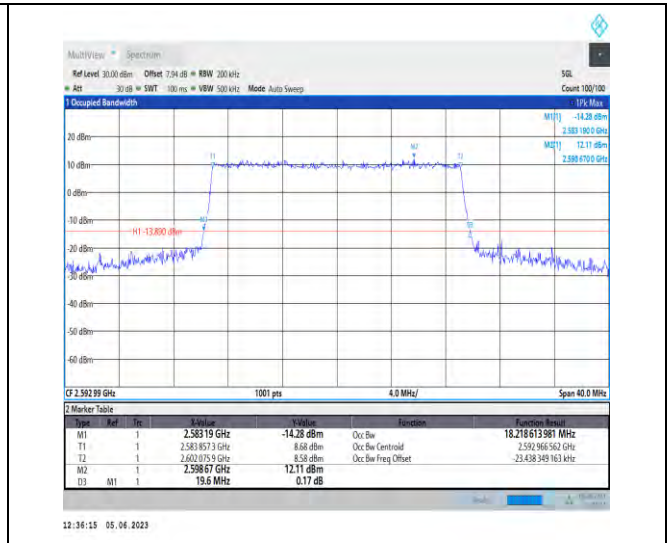 MultiView Spectrum
Ref Level 30.00 dBm Offset 7.94 dB RBW 200 kHz SGL
Att 30 dB SWT 100 ms VBW 500 kHz Mode Auto Sweep Count 100/100
1 Occupied Bandwidth 1Pk Max
M1[1] -14.28 dBm
2.583 190 0 GHz
M2[1] 12.11 dBm
2.598 670 0 GHz
20 dBm
M2
T1 T2
10 dBm
0 dBm
-10 dBm
M1 D3
H1 -13.890 dBm
-20 dBm
-30 dBm
-40 dBm
-50 dBm
-60 dBm
CF 2.592 99 GHz 1001 pts 4.0 MHz/ Span 40.0 MHz
2 Marker Table
Type Ref Trc X-Value Y-Value Function Function Result
M1 1 2.583 19 GHz -14.28 dBm Occ Bw 18.218 613 981 MHz
T1 1 2.583 857 3 GHz 8.68 dBm Occ Bw Centroid 2.592 966 562 GHz
T2 1 2.602 075 9 GHz 8.58 dBm Occ Bw Freq Offset -23.438 349 163 kHz
M2 1 2.598 67 GHz 12.11 dBm
D3 M1 1 19.6 MHz 0.17 dB
12:36:15 05.06.2023